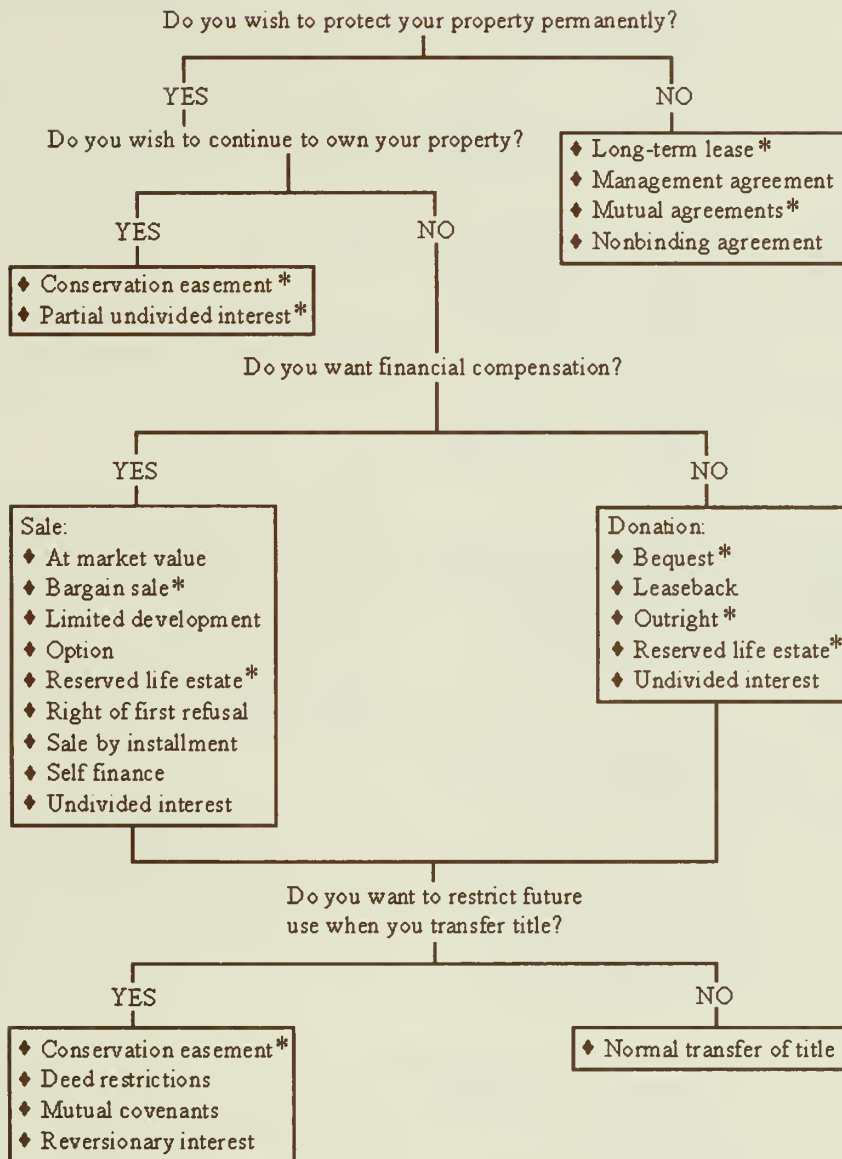 Do you wish to protect your property permanently?
YES
NO
Do you wish to continue to own your property?
♦ Long-term lease*
♦ Management agreement
♦ Mutual agreements*
♦ Nonbinding agreement
YES
NO
♦ Conservation easement*
♦ Partial undivided interest*
Do you want financial compensation?
YES
NO
Sale:
♦ At market value
♦ Bargain sale*
♦ Limited development
♦ Option
♦ Reserved life estate*
♦ Right of first refusal
♦ Sale by installment
♦ Self finance
♦ Undivided interest
Donation:
♦ Bequest*
♦ Leaseback
♦ Outright*
♦ Reserved life estate*
♦ Undivided interest
Do you want to restrict future
use when you transfer title?
YES
NO
♦ Conservation easement*
♦ Deed restrictions
♦ Mutual covenants
♦ Reversionary interest
♦ Normal transfer of title